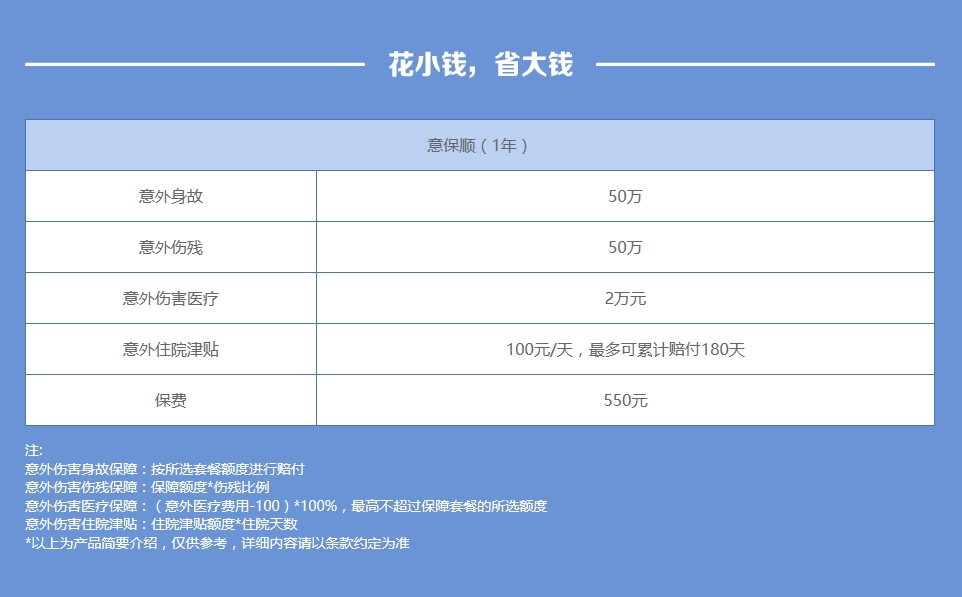 花小钱，省大钱
意保顺（1年）
意外身故 50万
意外伤残 50万
意外伤害医疗 2万元
意外住院津贴 100元/天，最多可累计赔付180天
保费 550元
注:
意外伤害身故保障：按所选套餐额度进行赔付
意外伤害伤残保障：保障额度*伤残比例
意外伤害医疗保障：（意外医疗费用-100）*100%，最高不超过保障套餐的所选额度
意外伤害住院津贴：住院津贴额度*住院天数
*以上为产品简要介绍，仅供参考，详细内容请以条款约定为准